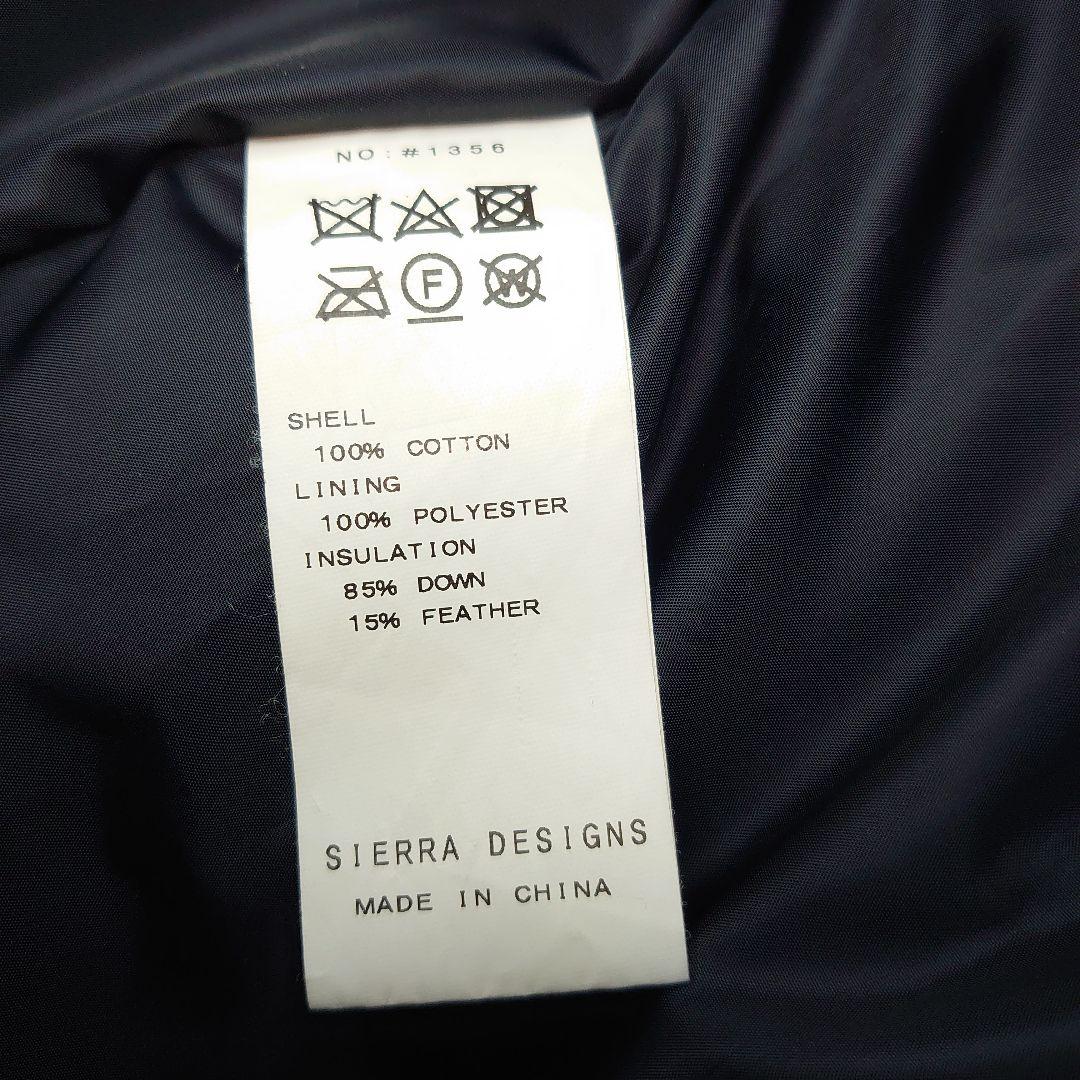 NO:#1356
F W
SHELL
100% COTTON
LINING
100% POLYESTER
INSULATION
85% DOWN
15% FEATHER
SIERRA DESIGNS
MADE IN CHINA